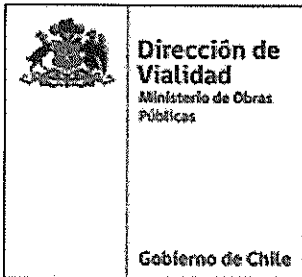 Dirección de
Vialidad
Ministerio de Obras
Públicas
Gobierno de Chile